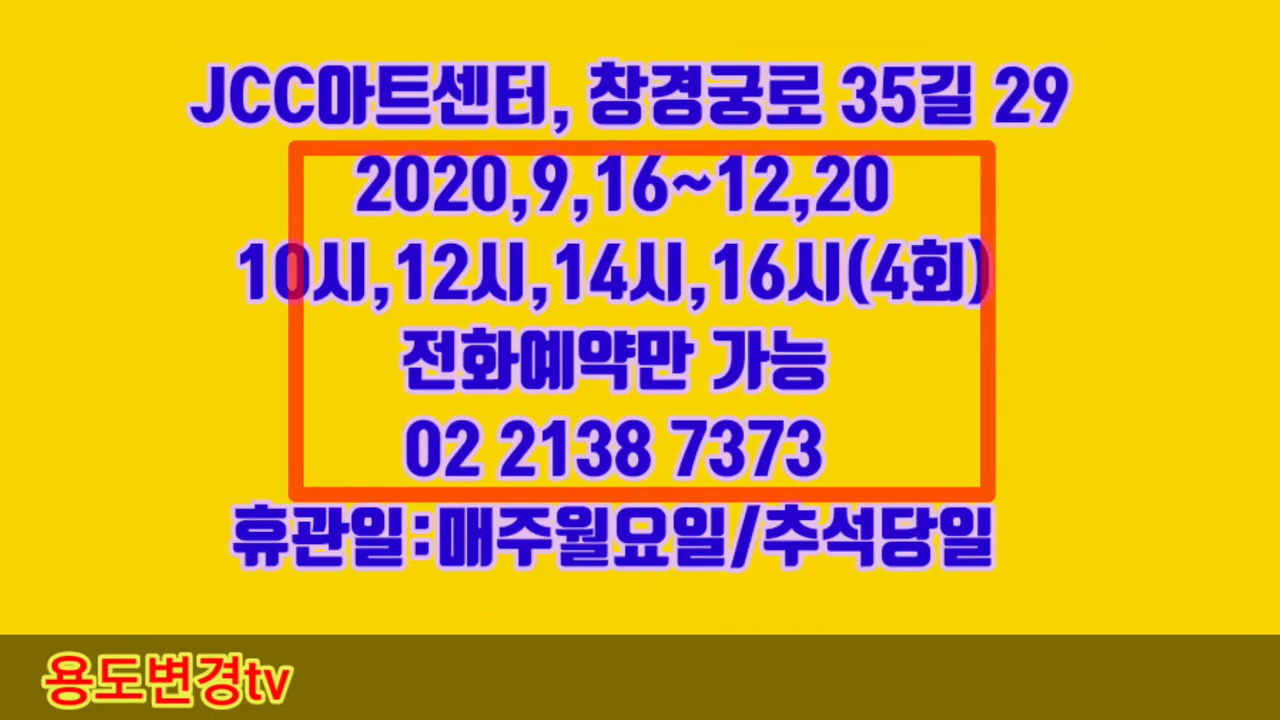 JCC아트센터, 창경궁로 35길 29
2020,9,16~12,20
10시,12시,14시,16시(4회)
전화예약만 가능
02 2138 7373
휴관일:매주월요일/추석당일
용도변경tv